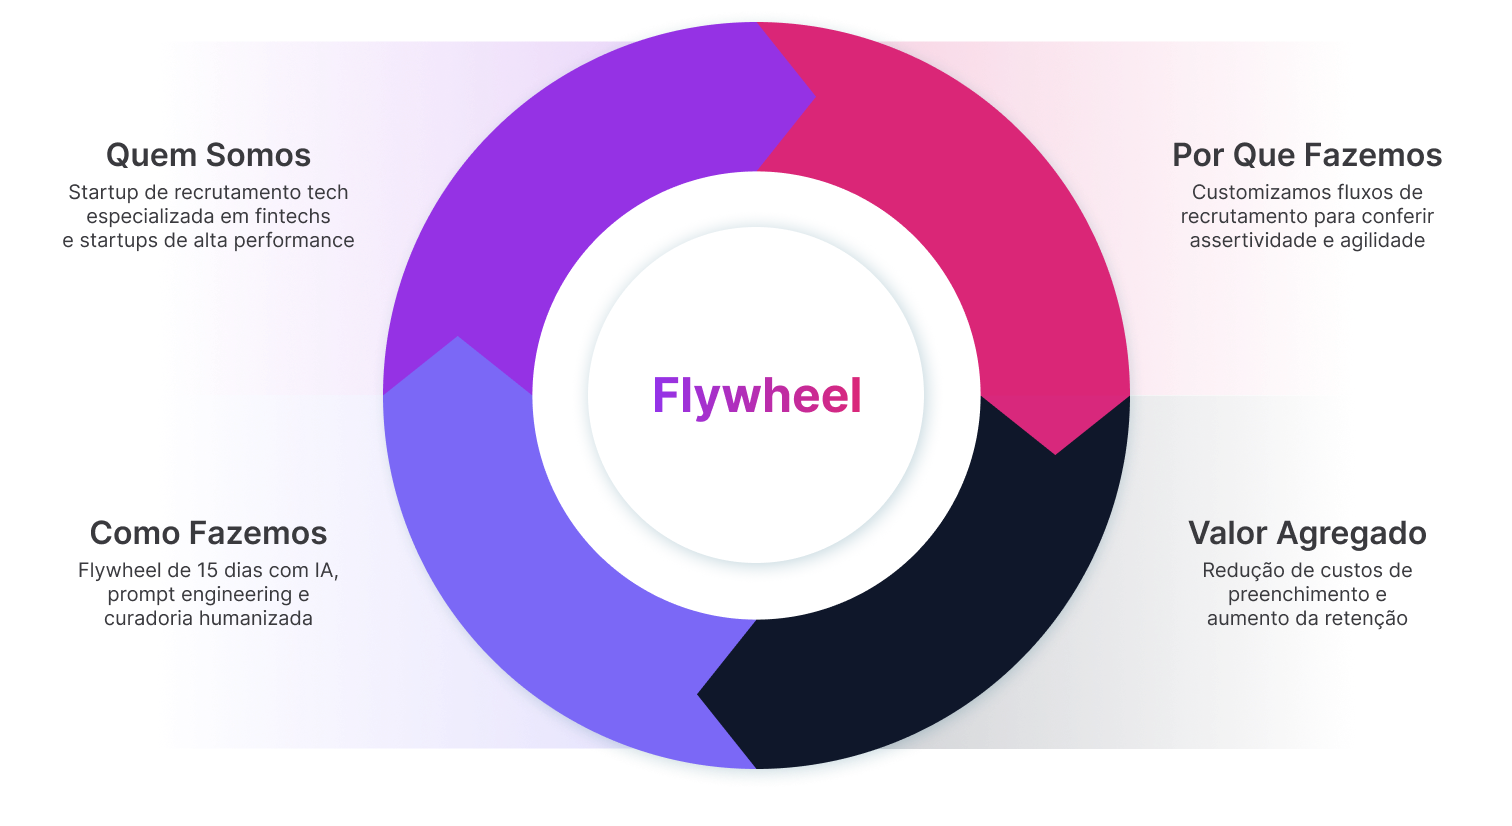 Quem Somos
Startup de recrutamento tech
especializada em fintechs
e startups de alta performance
Por Que Fazemos
Customizamos fluxos de
recrutamento para conferir
assertividade e agilidade
Flywheel
Como Fazemos
Flywheel de 15 dias com IA,
prompt engineering e
curadoria humanizada
Valor Agregado
Redução de custos de
preenchimento e
aumento da retenção